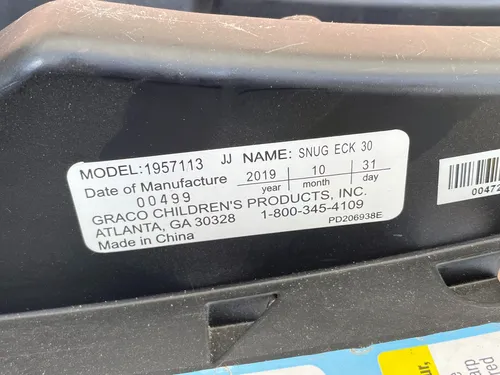 MODEL:1957113 JJ NAME: SNUG ECK 30
Date of Manufacture 2019 10 31
year month day
00499
GRACO CHILDREN'S PRODUCTS, INC.
ATLANTA, GA 30328 1-800-345-4109
Made in China PD206938E